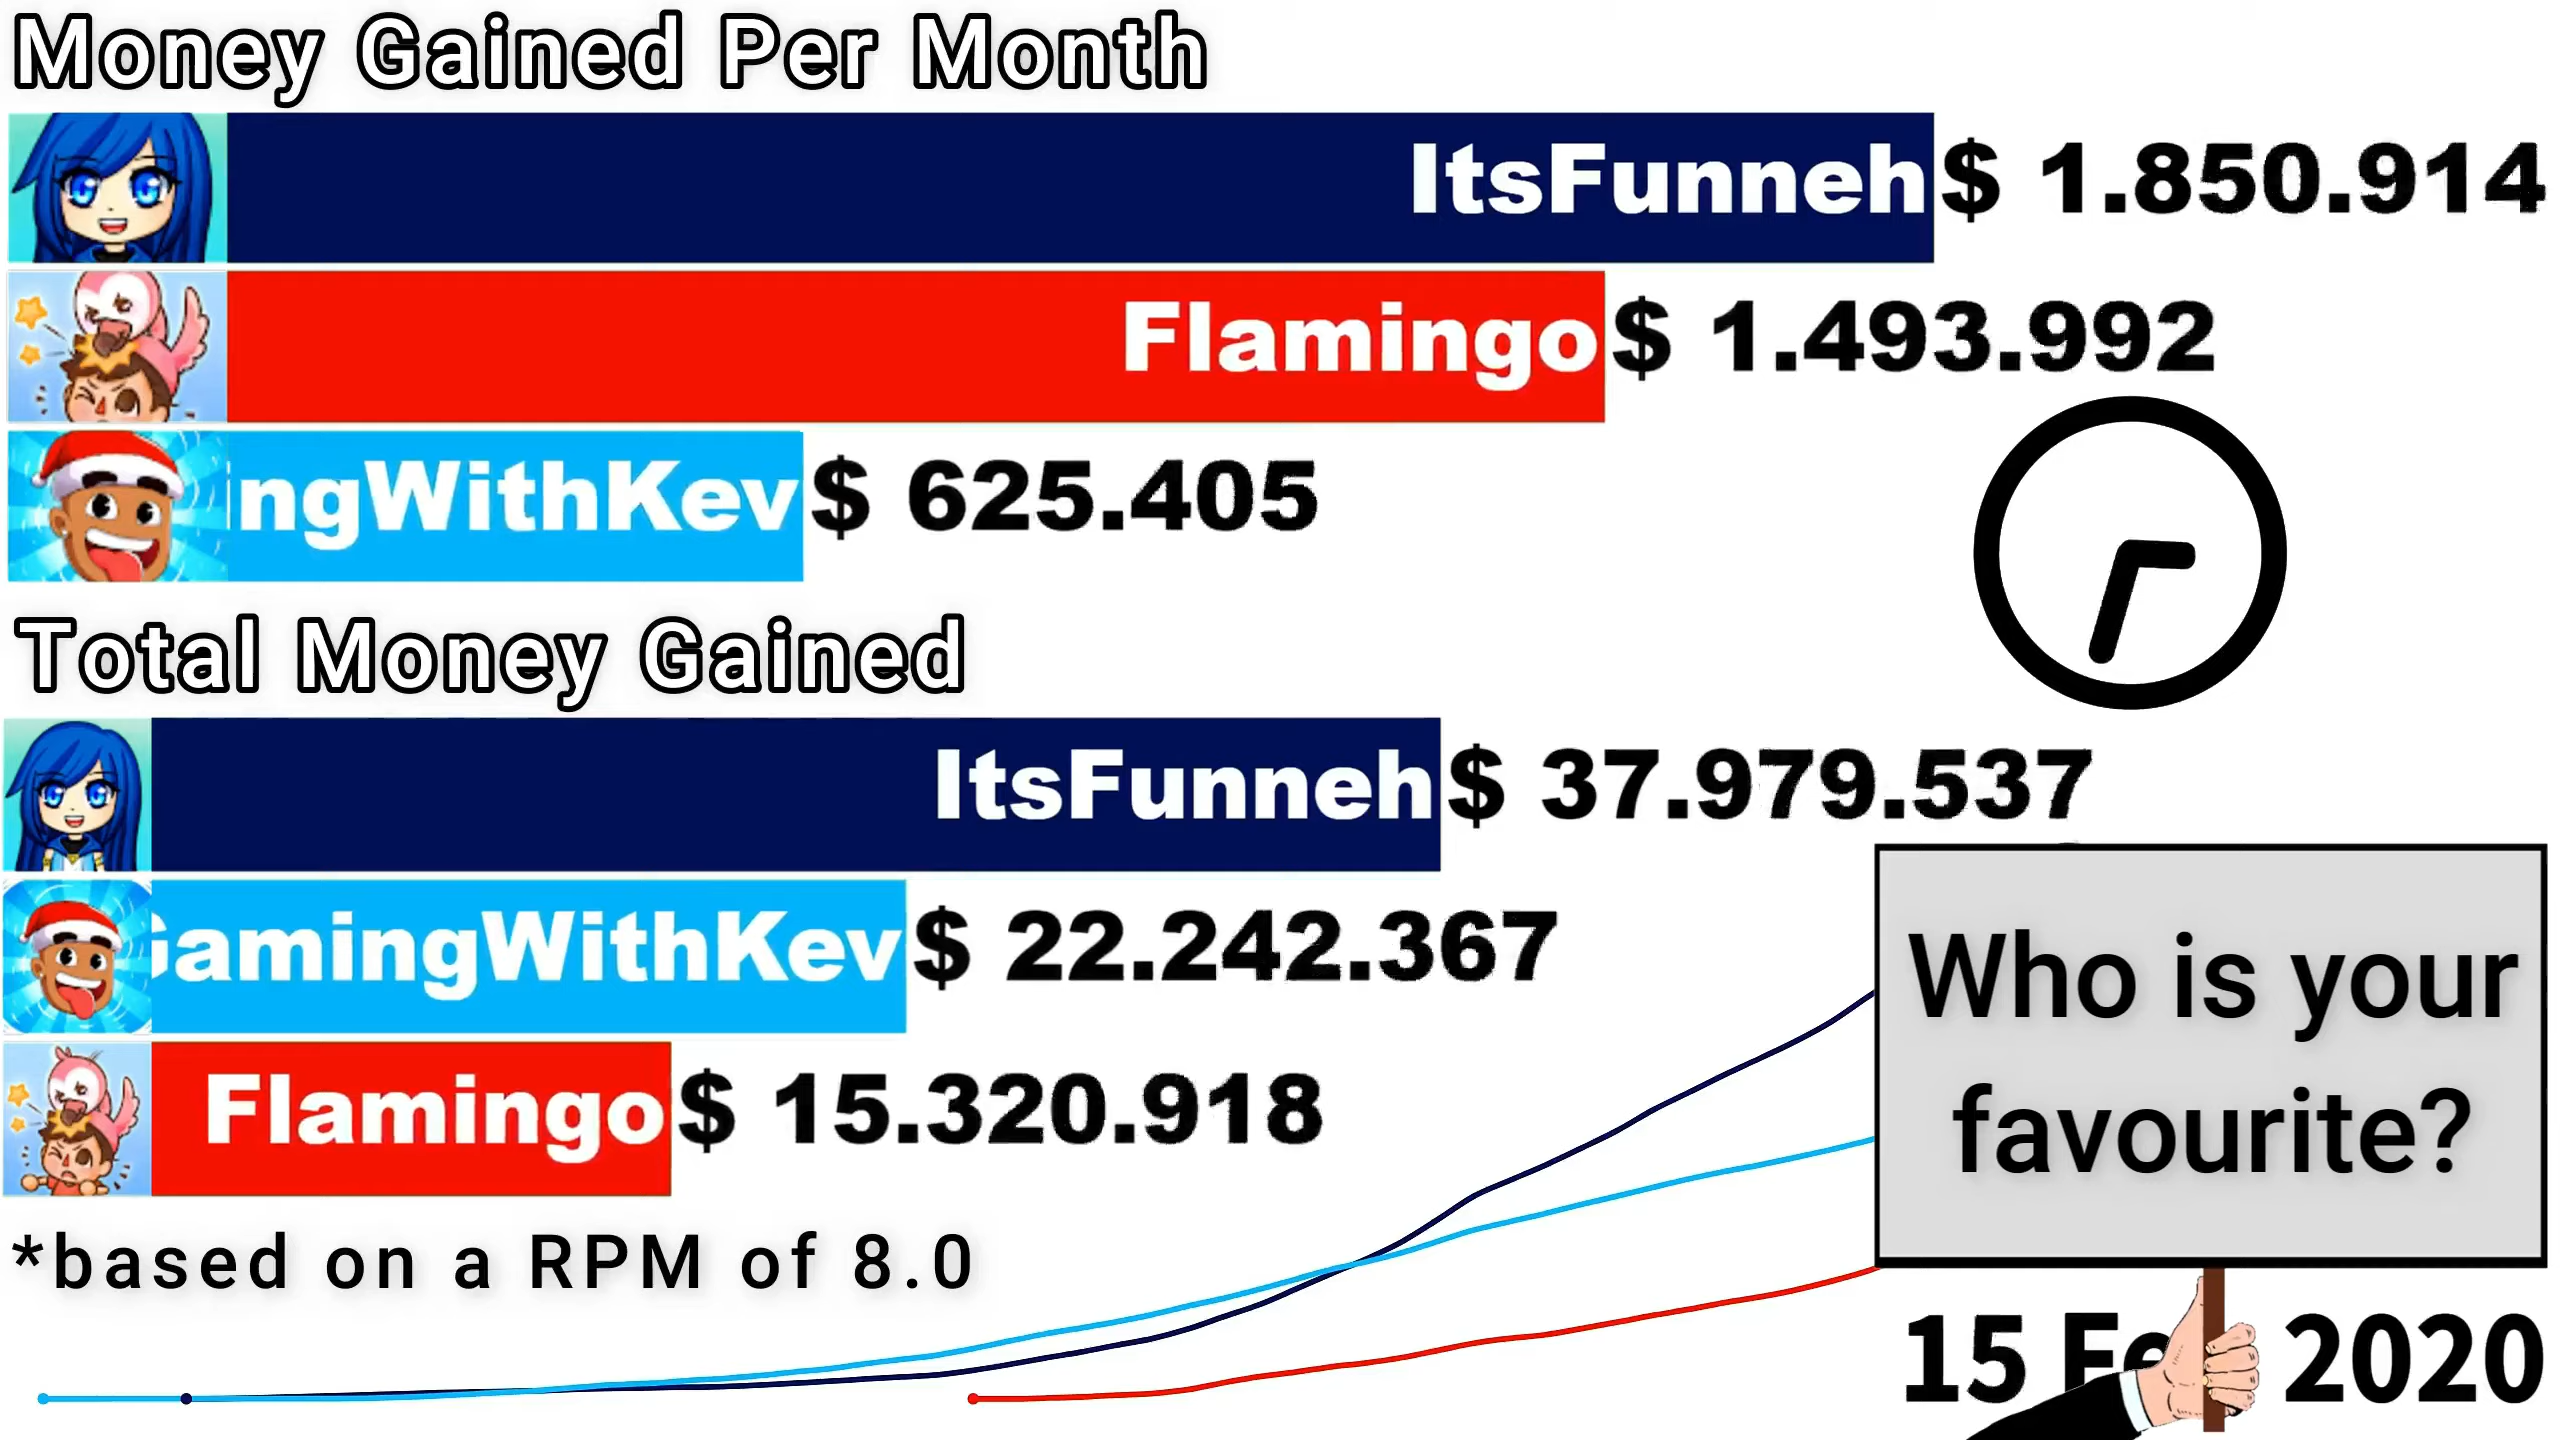 Money Gained Per Month
ItsFunneh $ 1.850.914
Flamingo $ 1.493.992
ngWithKev $ 625.405
Total Money Gained
ItsFunneh $ 37.979.537
GamingWithKev $ 22.242.367
Flamingo $ 15.320.918
Who is your
favourite?
*based on a RPM of 8.0
15 Fe 2020